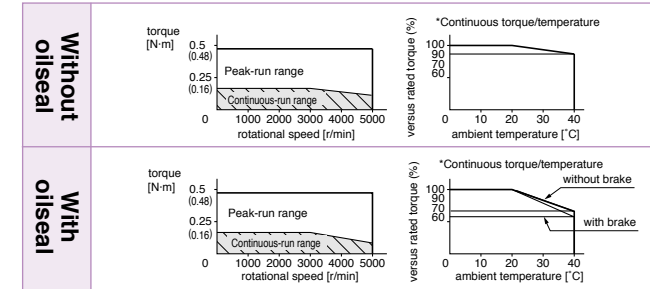 Without
oilseal
torque
[N·m]
0.5
(0.48)
0.25
(0.16)
Peak-run range
Continuous-run range
0 1000 2000 3000 4000 5000
rotational speed [r/min]
*Continuous torque/temperature
versus rated torque (%)
100
90
70
60
0 10 20 30 40
ambient temperature [˚C]
With
oilseal
torque
[N·m]
0.5
(0.48)
0.25
(0.16)
Peak-run range
Continuous-run range
0 1000 2000 3000 4000 5000
rotational speed [r/min]
*Continuous torque/temperature
without brake
versus rated torque (%)
100
90
70
60
with brake
0 10 20 30 40
ambient temperature [˚C]